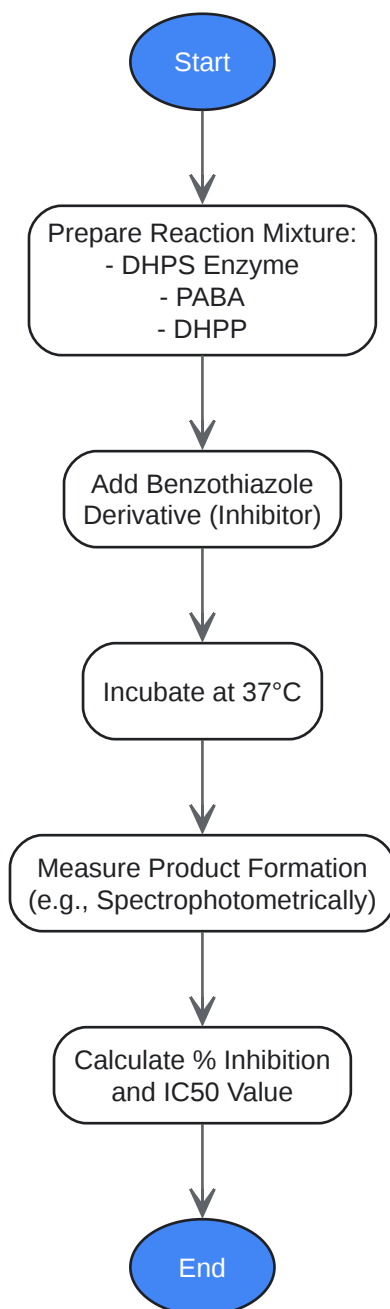 Start
Prepare Reaction Mixture:
- DHPS Enzyme
- PABA
- DHPP
Add Benzothiazole
Derivative (Inhibitor)
Incubate at 37°C
Measure Product Formation
(e.g., Spectrophotometrically)
Calculate % Inhibition
and IC50 Value
End